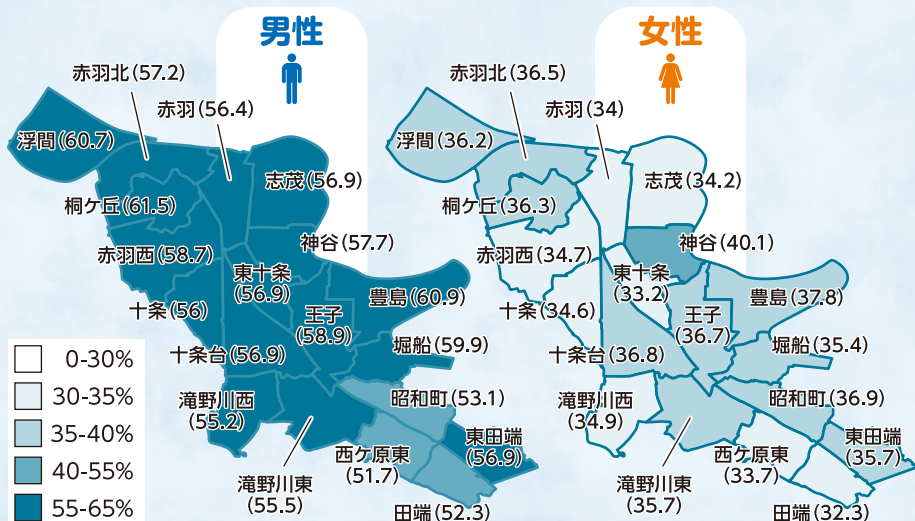 男性
赤羽北(57.2)
赤羽(56.4)
浮間(60.7)
志茂(56.9)
桐ケ丘(61.5)
神谷(57.7)
赤羽西(58.7)
東十条
(56.9)
豊島(60.9)
十条(56)
王子
(58.9)
堀船(59.9)
十条台(56.9)
昭和町(53.1)
滝野川西
(55.2)
東田端
(56.9)
西ケ原東
(51.7)
滝野川東
(55.5)
田端(52.3)
女性
赤羽北(36.5)
赤羽(34)
浮間(36.2)
志茂(34.2)
桐ケ丘(36.3)
神谷(40.1)
赤羽西(34.7)
東十条
(33.2)
豊島(37.8)
十条(34.6)
王子
(36.7)
堀船(35.4)
十条台(36.8)
昭和町(36.9)
滝野川西
(34.9)
東田端
(35.7)
西ケ原東
(33.7)
滝野川東
(35.7)
田端(32.3)
0-30%
30-35%
35-40%
40-55%
55-65%